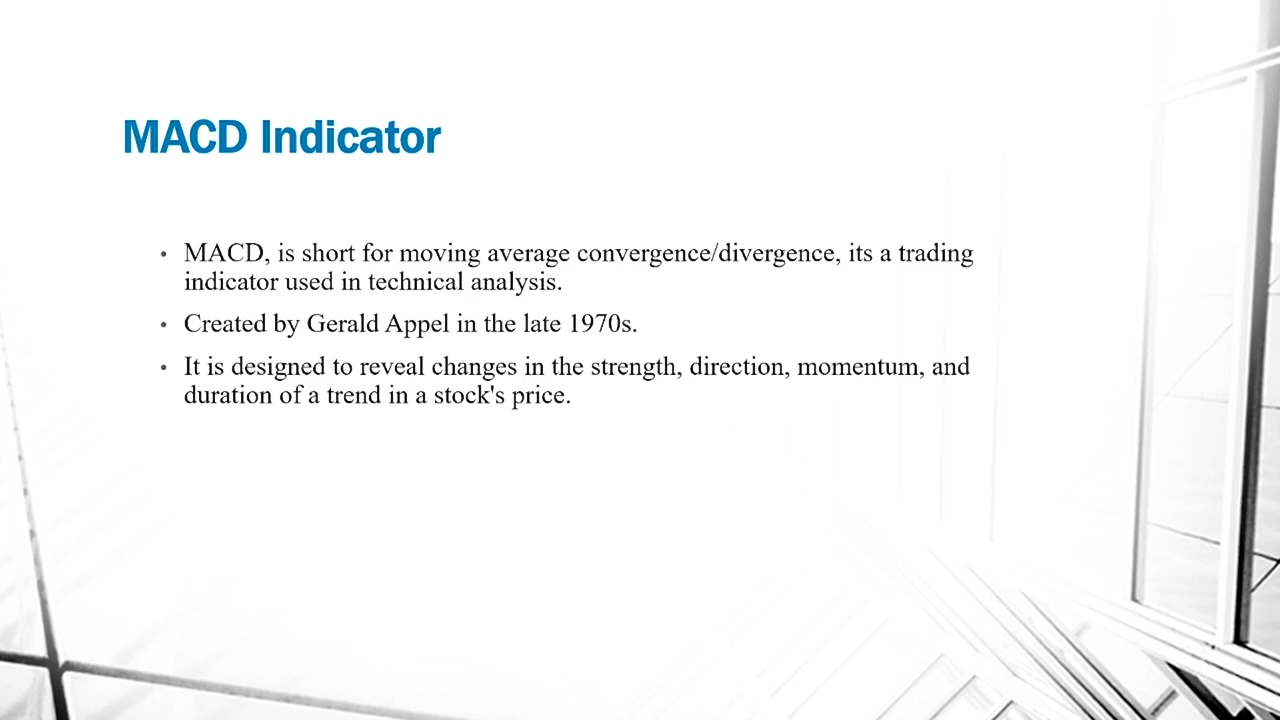 MACD Indicator
• MACD, is short for moving average convergence/divergence, its a trading
indicator used in technical analysis.
• Created by Gerald Appel in the late 1970s.
• It is designed to reveal changes in the strength, direction, momentum, and
duration of a trend in a stock's price.